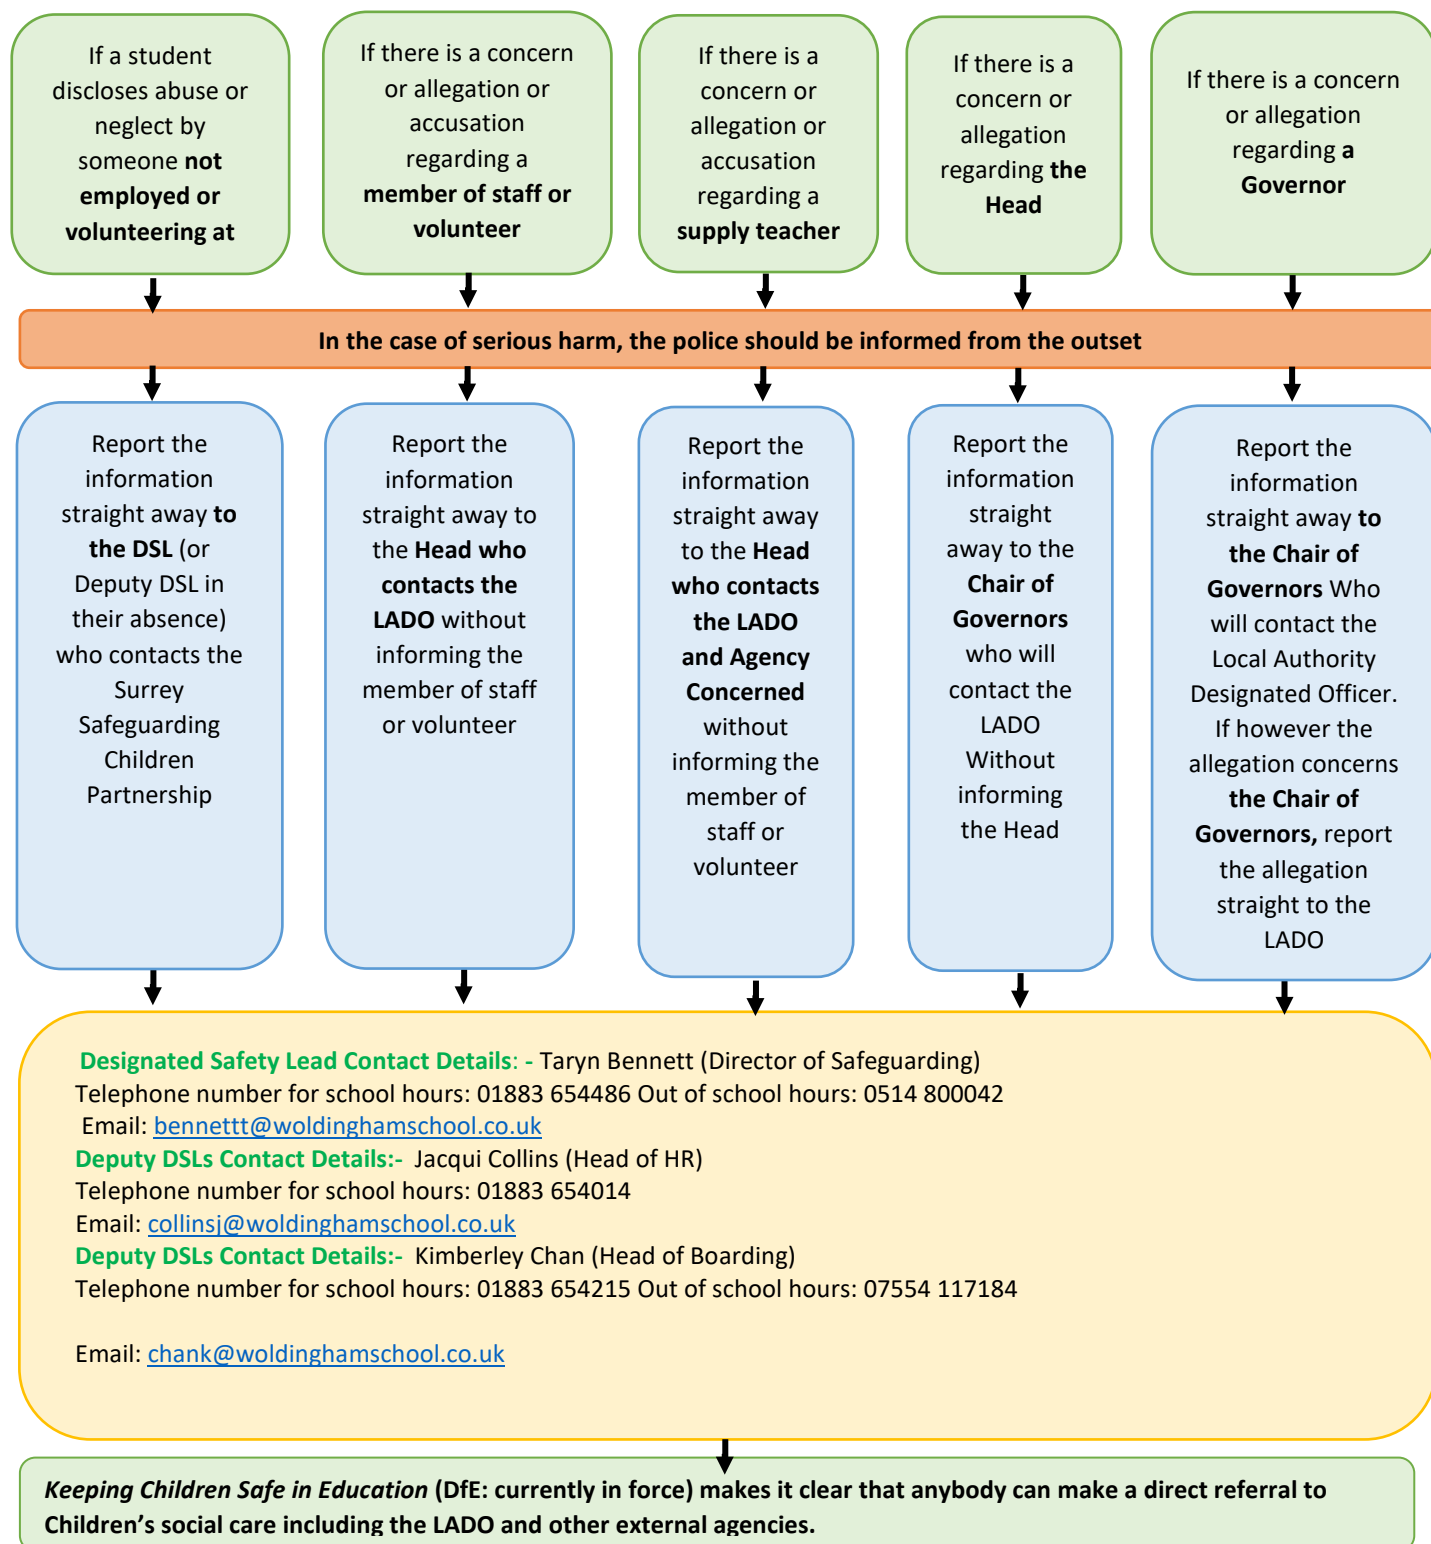 If a student
discloses abuse or
neglect by
someone not
employed or
volunteering at
If there is a concern
or allegation or
accusation
regarding a
member of staff or
volunteer
If there is a
concern or
allegation or
accusation
regarding a
supply teacher
If there is a
concern or
allegation
regarding the
Head
If there is a concern
or allegation
regarding a
Governor
In the case of serious harm, the police should be informed from the outset
Report the
information
straight away to
the DSL (or
Deputy DSL in
their absence)
who contacts the
Surrey
Safeguarding
Children
Partnership
Report the
information
straight away to
the Head who
contacts the
LADO without
informing the
member of staff
or volunteer
Report the
information
straight away
to the Head
who contacts
the LADO
and Agency
Concerned
without
informing the
member of
staff or
volunteer
Report the
information
straight
away to the
Chair of
Governors
who will
contact the
LADO
Without
informing
the Head
Report the
information
straight away to
the Chair of
Governors Who
will contact the
Local Authority
Designated Officer.
If however the
allegation concerns
the Chair of
Governors, report
the allegation
straight to the
LADO
Designated Safety Lead Contact Details: - Taryn Bennett (Director of Safeguarding)
Telephone number for school hours: 01883 654486 Out of school hours: 0514 800042
Email: bennettt@woldinghamschool.co.uk
Deputy DSLs Contact Details:- Jacqui Collins (Head of HR)
Telephone number for school hours: 01883 654014
Email: collinsj@woldinghamschool.co.uk
Deputy DSLs Contact Details:- Kimberley Chan (Head of Boarding)
Telephone number for school hours: 01883 654215 Out of school hours: 07554 117184
Email: chank@woldinghamschool.co.uk
Keeping Children Safe in Education (DfE: currently in force) makes it clear that anybody can make a direct referral to
Children's social care including the LADO and other external agencies.